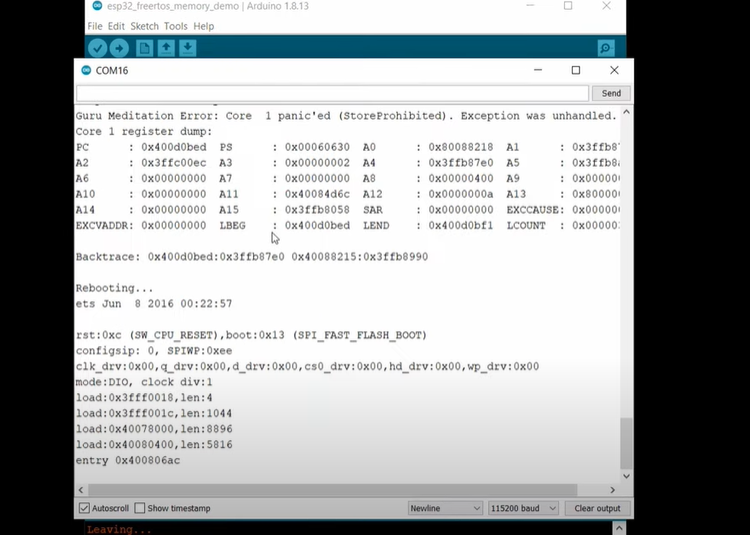 esp32_freertos_memory_demo | Arduino 1.8.13
File Edit Sketch Tools Help
COM16
Send
Guru Meditation Error: Core  1 panic'ed (StoreProhibited). Exception was unhandled.
Core 1 register dump:
PC      : 0x400d0bed  PS      : 0x00060630  A0      : 0x80088218  A1      : 0x3ffb87
A2      : 0x3ffc00ec  A3      : 0x00000002  A4      : 0x3ffb87e0  A5      : 0x3ffb8
A6      : 0x00000000  A7      : 0x00000000  A8      : 0x00000400  A9      : 0x00000
A10     : 0x00000000  A11     : 0x40084d6c  A12     : 0x0000000a  A13     : 0x80000
A14     : 0x00000000  A15     : 0x3ffb8058  SAR     : 0x00000000  EXCCAUSE: 0x00000
EXCVADDR: 0x00000000  LBEG    : 0x400d0bed  LEND    : 0x400d0bf1  LCOUNT  : 0x00000
Backtrace: 0x400d0bed:0x3ffb87e0 0x40088215:0x3ffb8990
Rebooting...
ets Jun  8 2016 00:22:57
rst:0xc (SW_CPU_RESET),boot:0x13 (SPI_FAST_FLASH_BOOT)
configsip: 0, SPIWP:0xee
clk_drv:0x00,q_drv:0x00,d_drv:0x00,cs0_drv:0x00,hd_drv:0x00,wp_drv:0x00
mode:DIO, clock div:1
load:0x3fff0018,len:4
load:0x3fff001c,len:1044
load:0x40078000,len:8896
load:0x40080400,len:5816
entry 0x400806ac
Autoscroll Show timestamp Newline 115200 baud Clear output
Leaving...